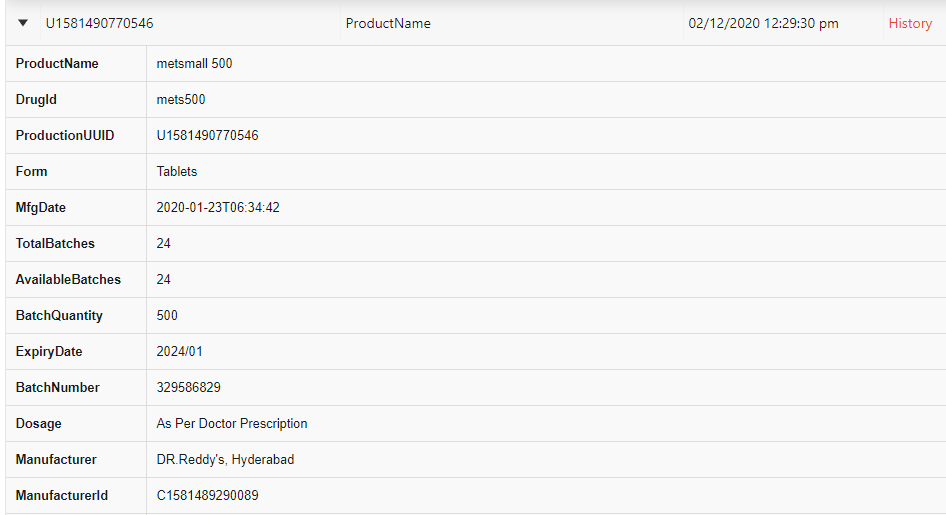 ▼ U1581490770546 ProductName 02/12/2020 12:29:30 pm History
ProductName metsmall 500
DrugId mets500
ProductionUUID U1581490770546
Form Tablets
MfgDate 2020-01-23T06:34:42
TotalBatches 24
AvailableBatches 24
BatchQuantity 500
ExpiryDate 2024/01
BatchNumber 329586829
Dosage As Per Doctor Prescription
Manufacturer DR.Reddy's, Hyderabad
ManufacturerId C1581489290089